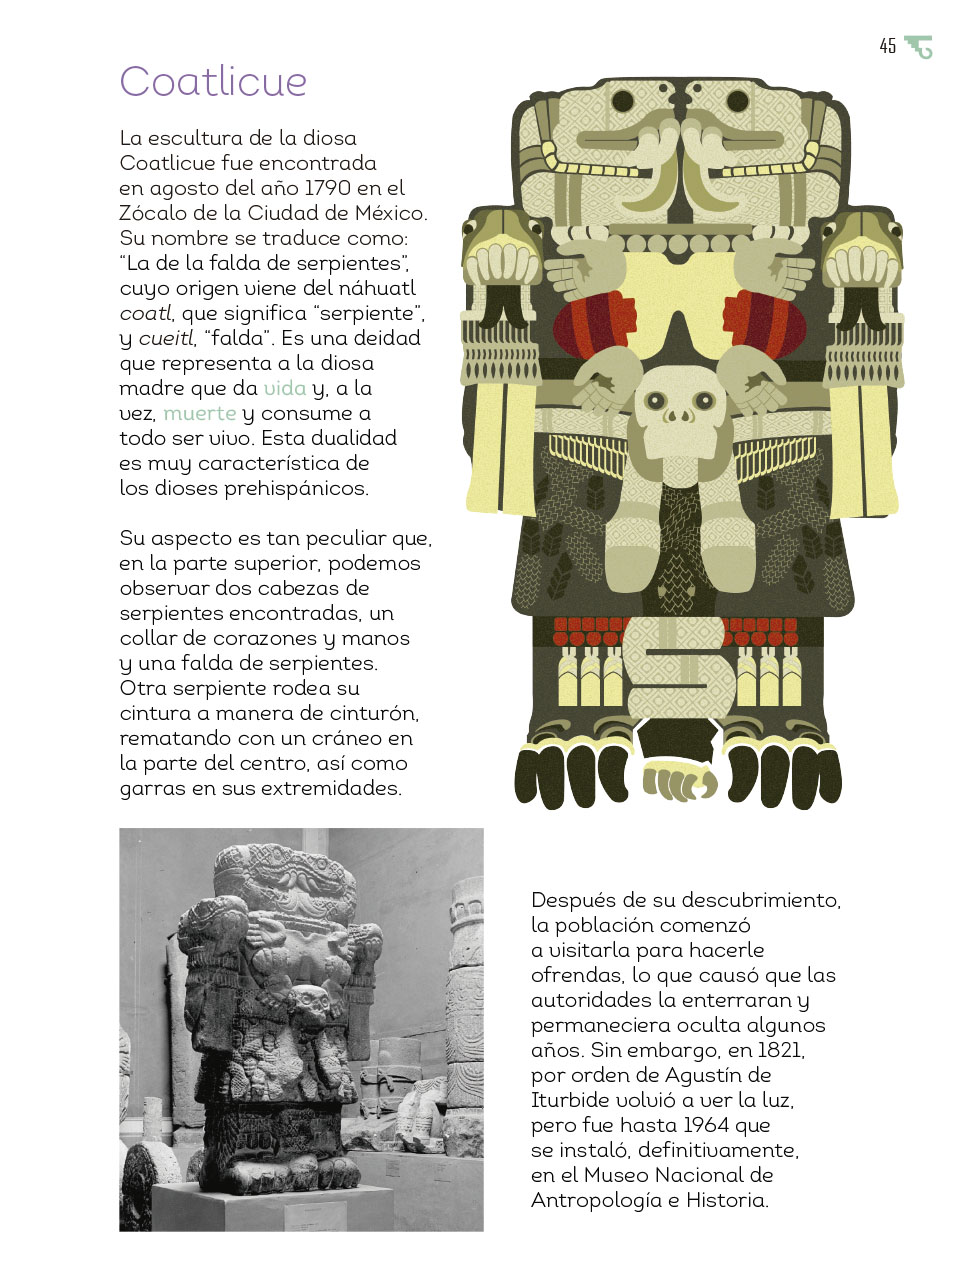 45
Coatlicue
La escultura de la diosa
Coatlicue fue encontrada
en agosto del año 1790 en el
Zócalo de la Ciudad de México.
Su nombre se traduce como:
“La de la falda de serpientes”,
cuyo origen viene del náhuatl
coatl, que significa “serpiente”,
y cueitl, “falda”. Es una deidad
que representa a la diosa
madre que da vida y, a la
vez, muerte y consume a
todo ser vivo. Esta dualidad
es muy característica de
los dioses prehispánicos.
Su aspecto es tan peculiar que,
en la parte superior, podemos
observar dos cabezas de
serpientes encontradas, un
collar de corazones y manos
y una falda de serpientes.
Otra serpiente rodea su
cintura a manera de cinturón,
rematando con un cráneo en
la parte del centro, así como
garras en sus extremidades.
Después de su descubrimiento,
la población comenzó
a visitarla para hacerle
ofrendas, lo que causó que las
autoridades la enterraran y
permaneciera oculta algunos
años. Sin embargo, en 1821,
por orden de Agustín de
Iturbide volvió a ver la luz,
pero fue hasta 1964 que
se instaló, definitivamente,
en el Museo Nacional de
Antropología e Historia.